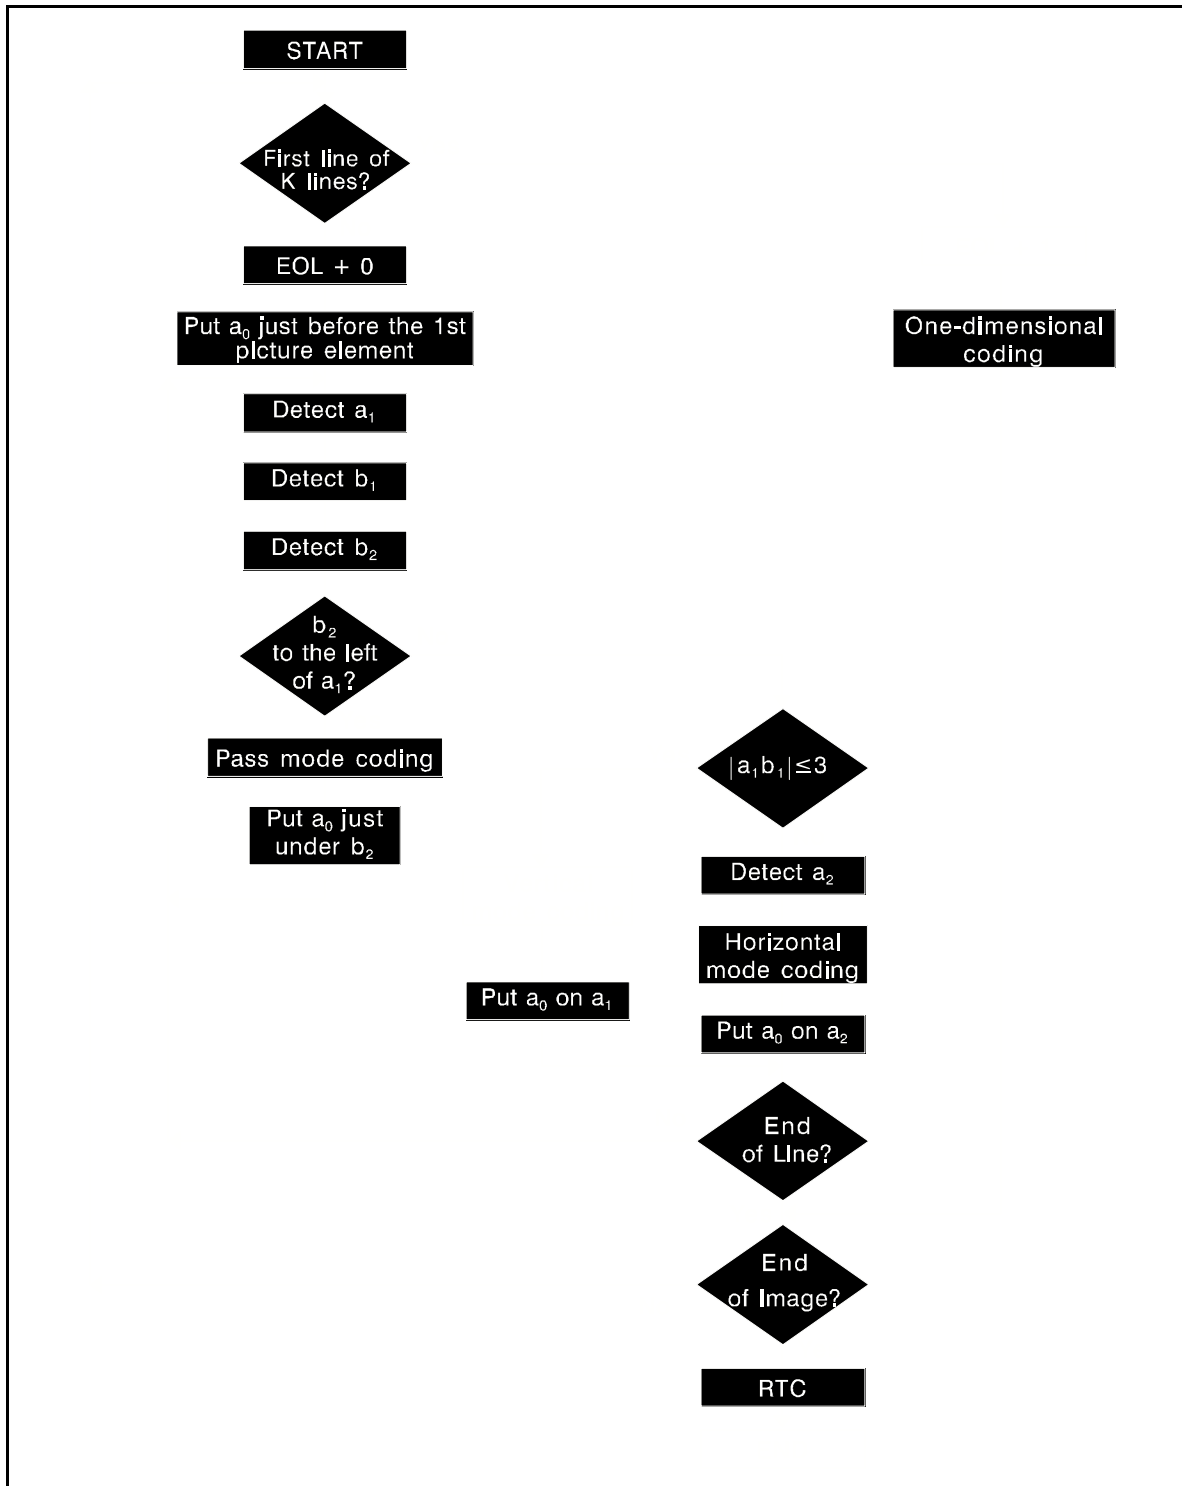 START
First line of
K lines?
EOL + 0
Put a₀ just before the 1st
pIcture element
One-dimensional
coding
Detect a₁
Detect b₁
Detect b₂
b₂
to the left
of a₁?
Pass mode coding
|a₁b₁|≤3
Put a₀ just
under b₂
Detect a₂
Horizontal
mode coding
Put a₀ on a₁
Put a₀ on a₂
End
of LIne?
End
of Image?
RTC